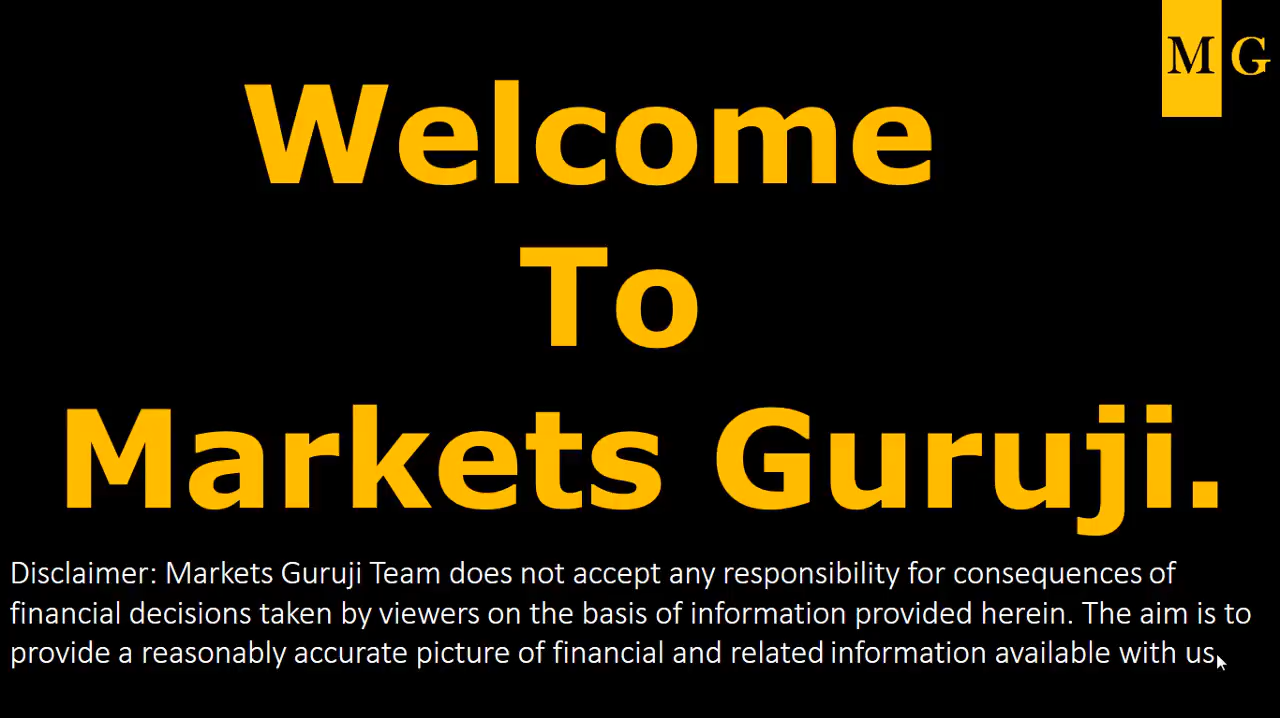 M G
Welcome
To
Markets Guruji.
Disclaimer: Markets Guruji Team does not accept any responsibility for consequences of
financial decisions taken by viewers on the basis of information provided herein. The aim is to
provide a reasonably accurate picture of financial and related information available with us.